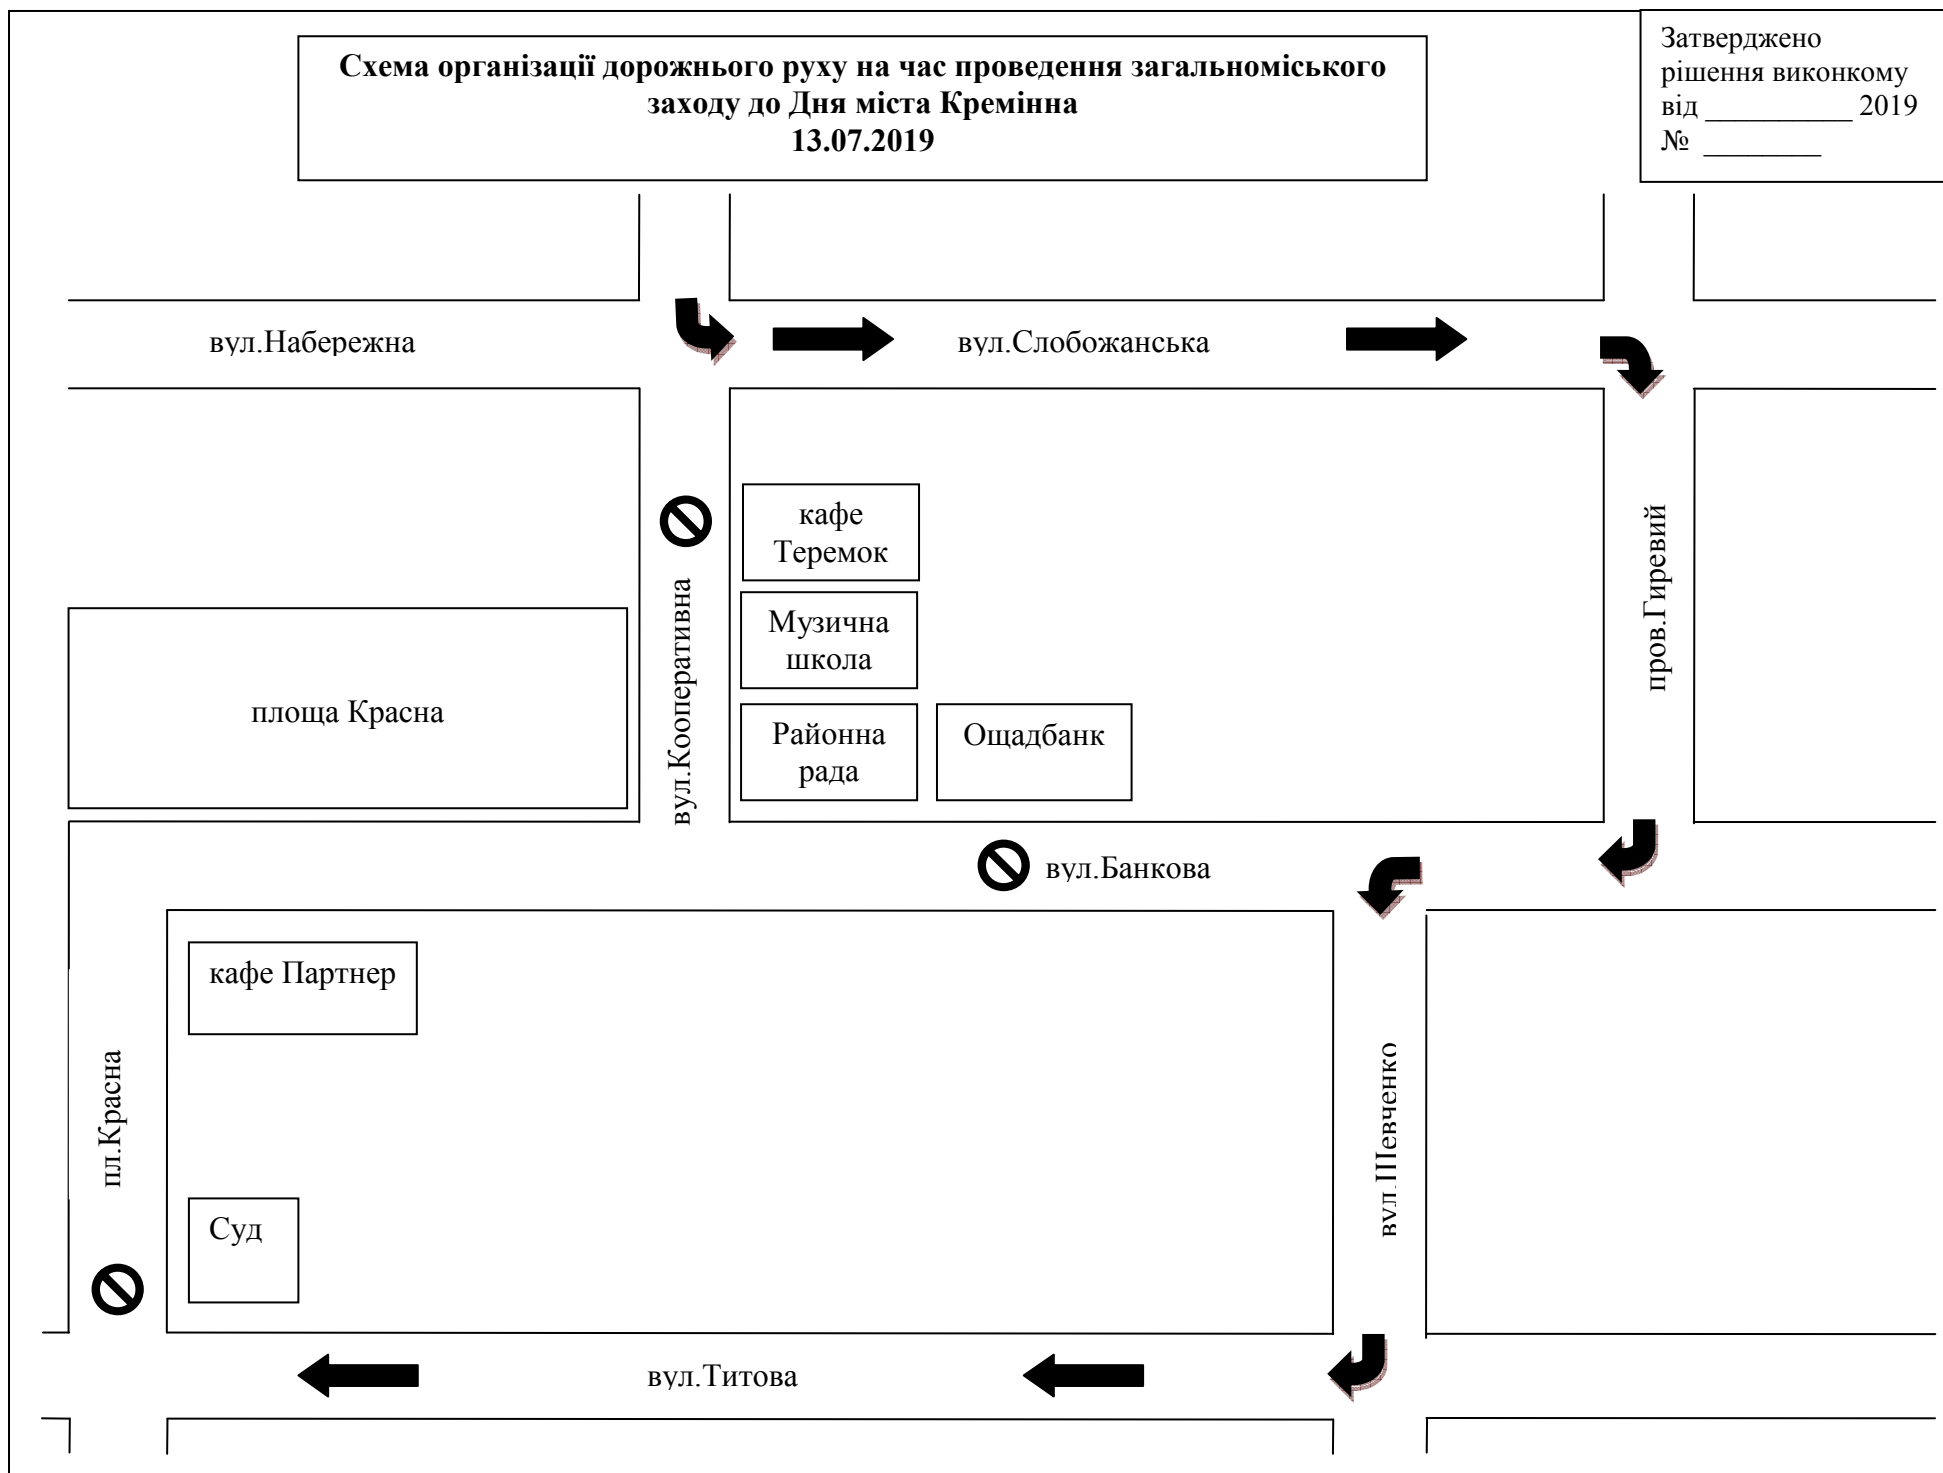 Схема організації дорожнього руху на час проведення загальноміського
заходу до Дня міста Кремінна
13.07.2019
Затверджено
рішення виконкому
від __________ 2019
№ ________
вул.Набережна
вул.Слобожанська
кафе
Теремок
Музична
школа
Районна
рада
Ощадбанк
площа Красна
вул.Кооперативна
пров.Гиревий
вул.Банкова
кафе Партнер
пл.Красна
Суд
вул.Шевченко
вул.Титова